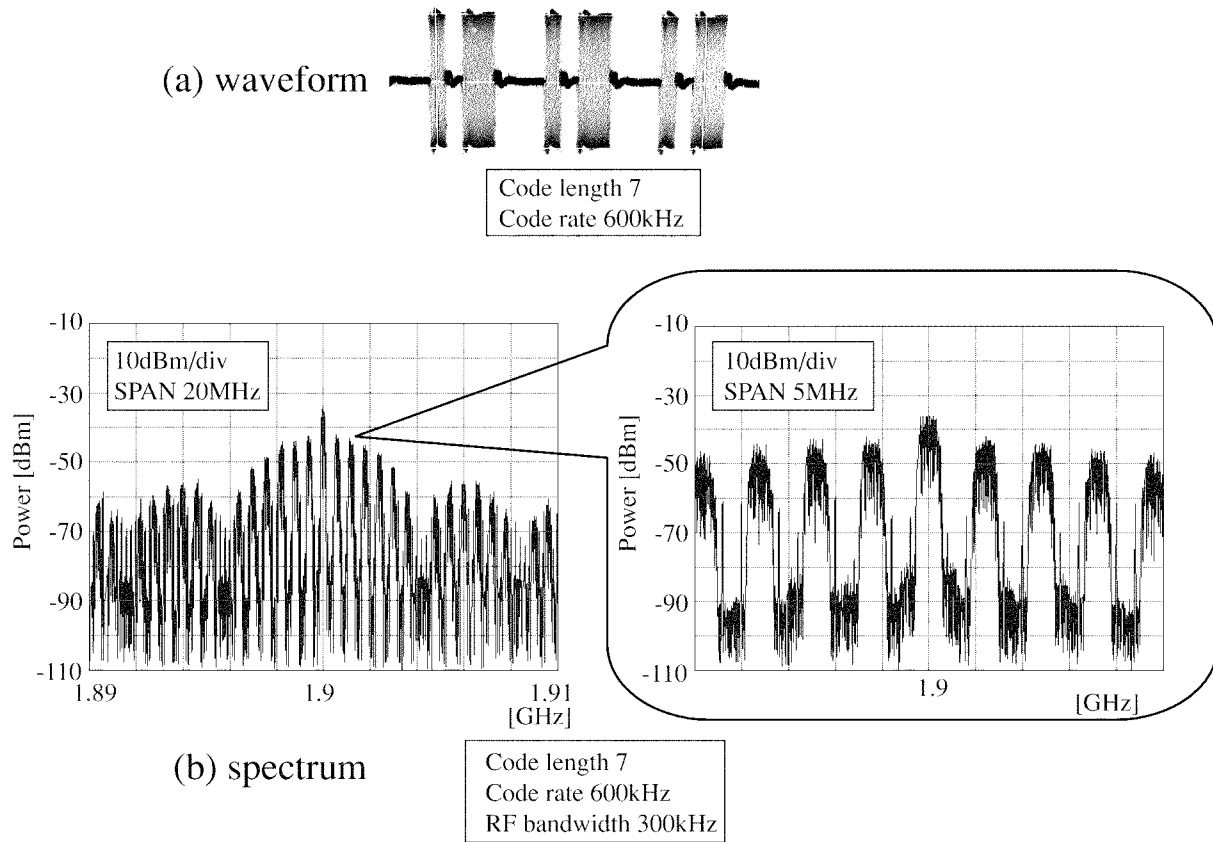 (a) waveform
Code length 7
Code rate 600kHz
-10
-30
-50
-70
-90
-110
Power [dBm]
10dBm/div
SPAN 20MHz
1.89
1.9
1.91
[GHz]
-10
-30
-50
-70
-90
-110
Power [dBm]
10dBm/div
SPAN 5MHz
1.9
[GHz]
(b) spectrum
Code length 7
Code rate 600kHz
RF bandwidth 300kHz